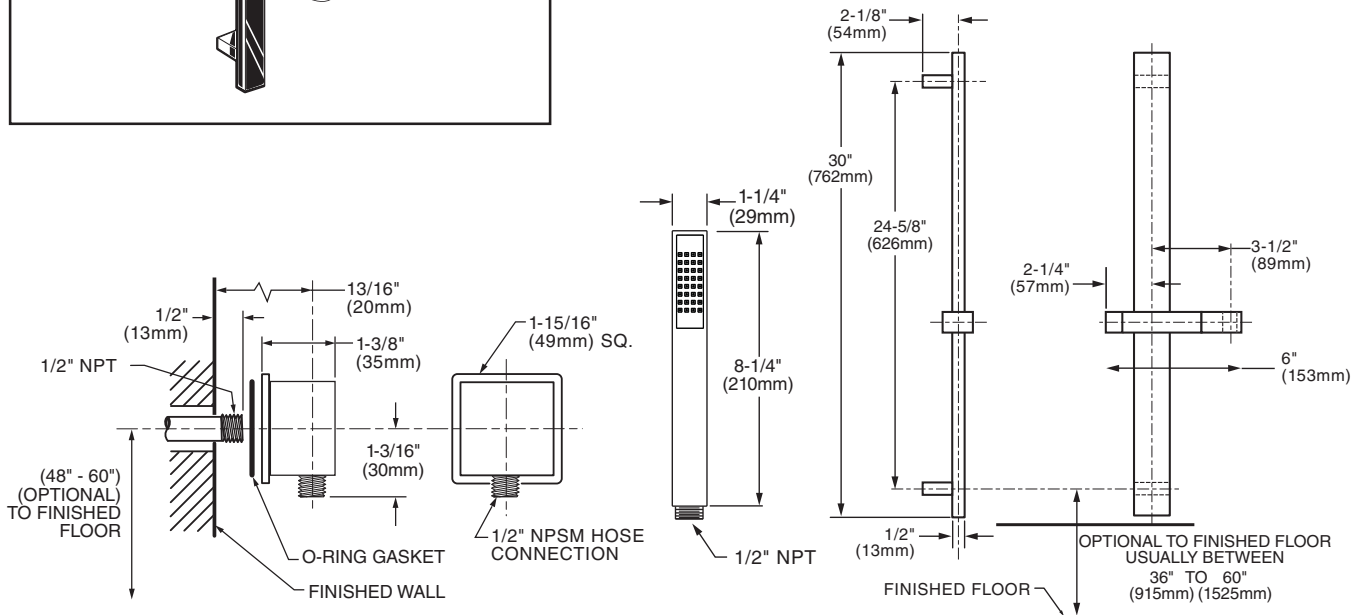 2-1/8"
(54mm)
30"
(762mm)
24-5/8"
(626mm)
1-1/4"
(29mm)
3-1/2"
(89mm)
2-1/4"
(57mm)
13/16"
(20mm)
1/2"
(13mm)
1-3/8"
(35mm)
1-15/16"
(49mm) SQ.
8-1/4"
(210mm)
6"
(153mm)
1/2" NPT
1-3/16"
(30mm)
(48" - 60")
(OPTIONAL)
TO FINISHED
FLOOR
O-RING GASKET
FINISHED WALL
1/2" NPSM HOSE
CONNECTION
1/2" NPT
1/2"
(13mm)
OPTIONAL TO FINISHED FLOOR
USUALLY BETWEEN
36" TO 60"
(915mm) (1525mm)
FINISHED FLOOR